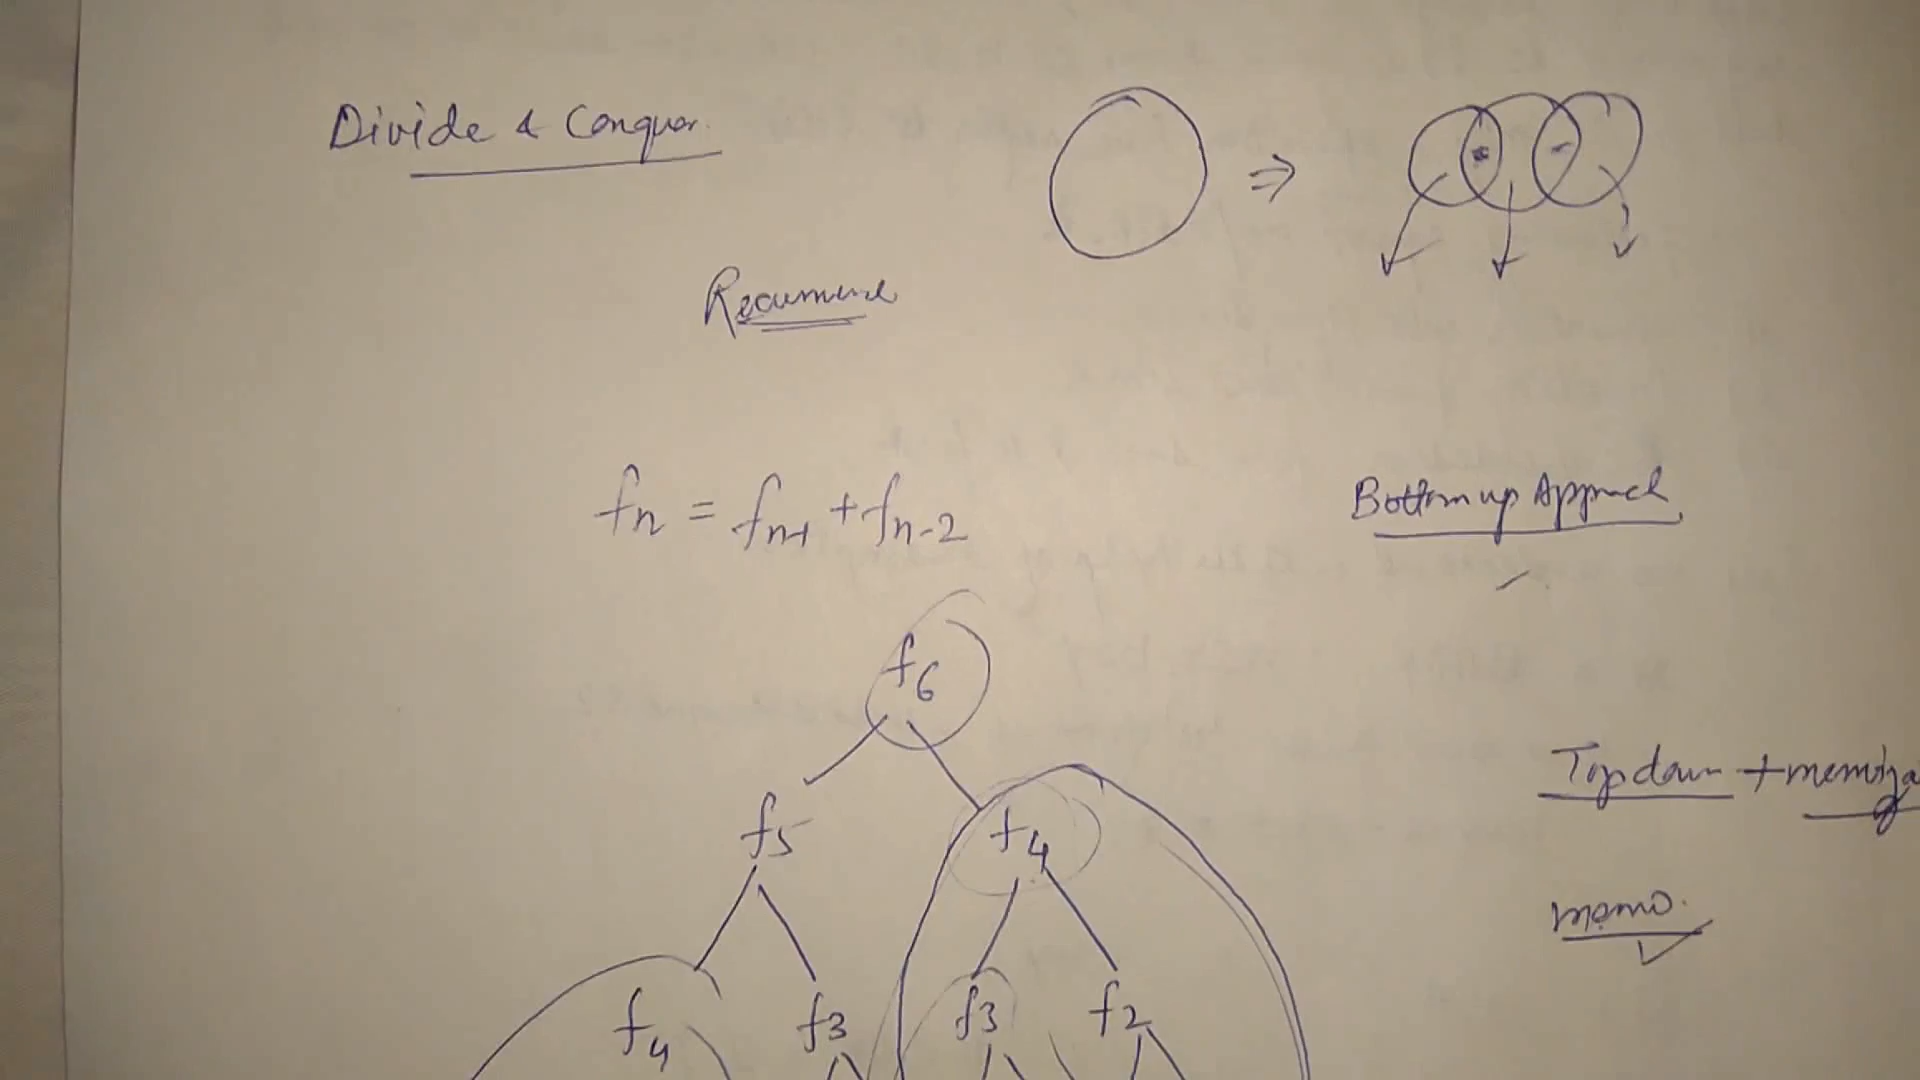 Divide & Conquer
Recurrence
fn = fn-1 + fn-2
Bottom up Approach
f6
Top down + memoiza
f5
f4
memo.
f4
f3
f3
f2